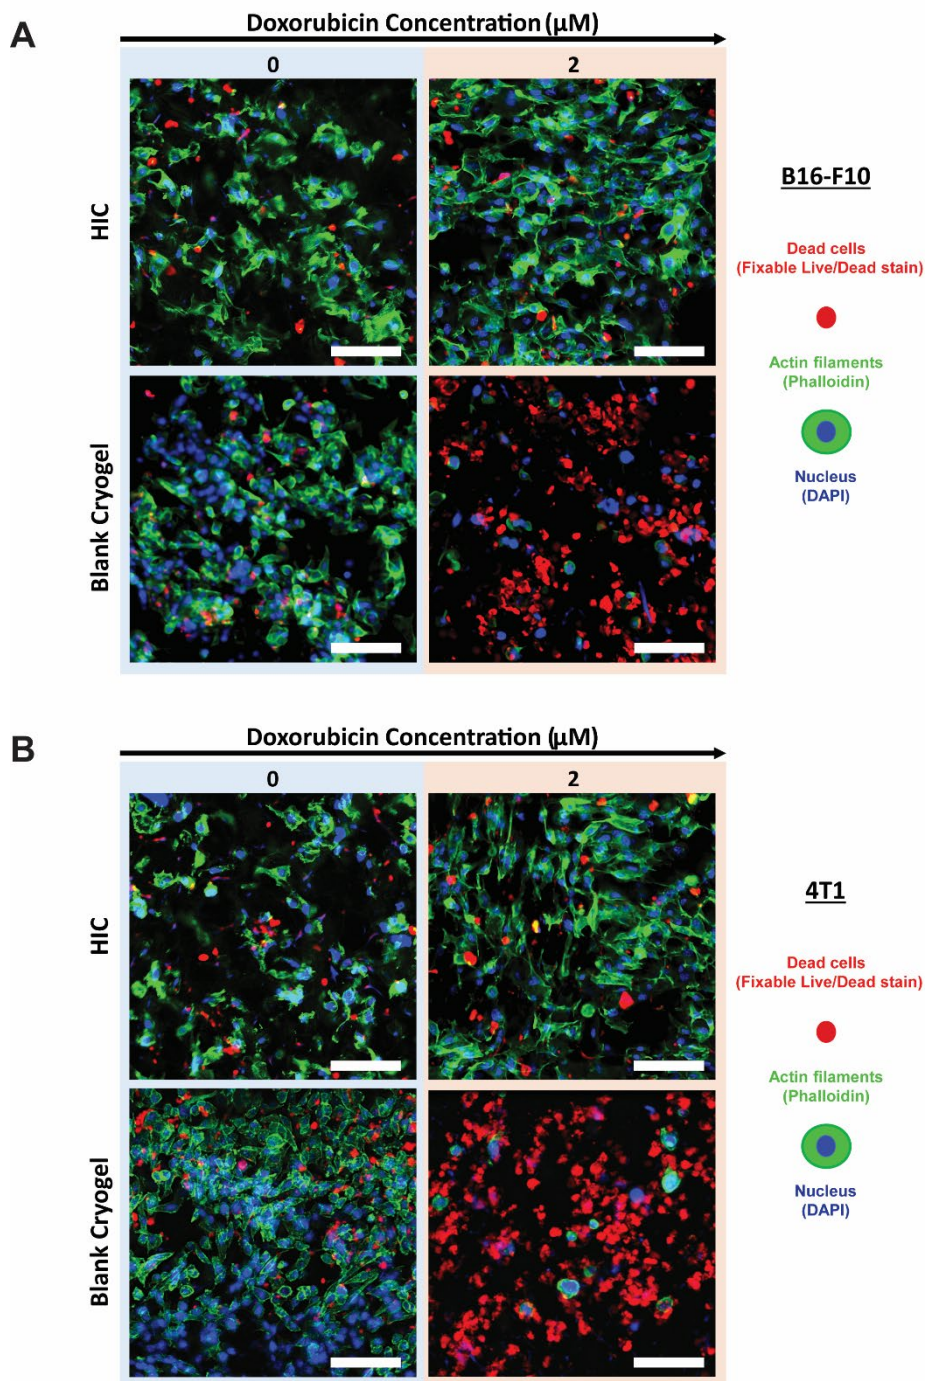 A
Doxorubicin Concentration (μM)
0
2
HIC
Blank Cryogel
B16-F10
Dead cells
(Fixable Live/Dead stain)
Actin filaments
(Phalloidin)
Nucleus
(DAPI)
B
Doxorubicin Concentration (μM)
0
2
HIC
Blank Cryogel
4T1
Dead cells
(Fixable Live/Dead stain)
Actin filaments
(Phalloidin)
Nucleus
(DAPI)